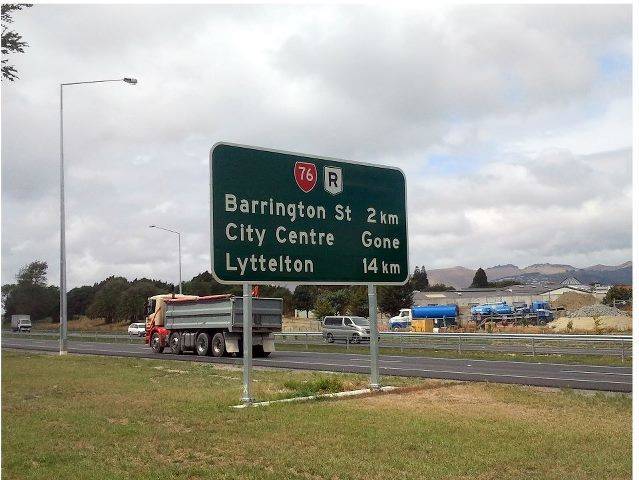 76 R
Barrington St 2 km
City Centre Gone
Lyttelton 14 km